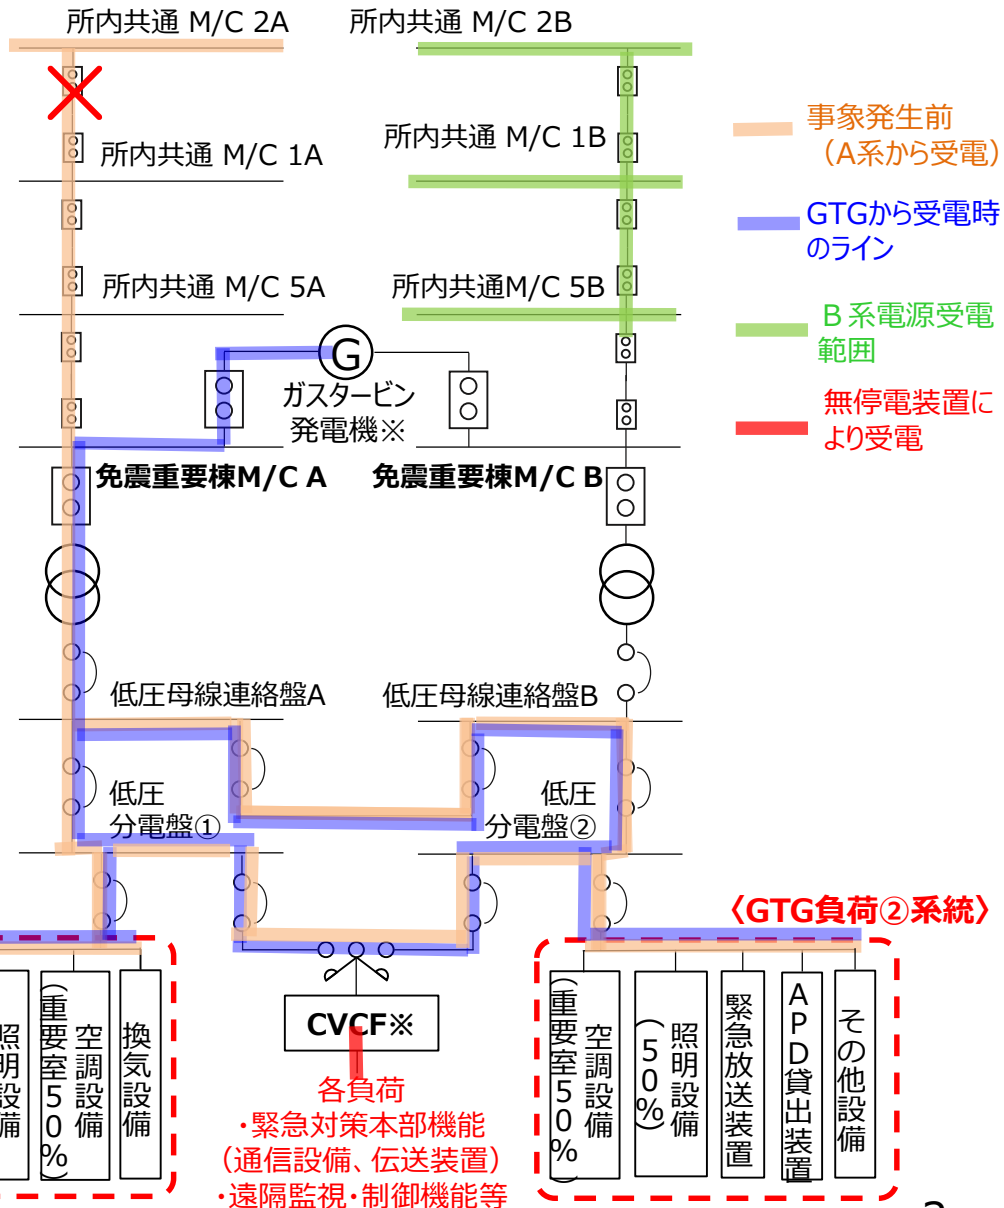 所内共通 M/C 2A
所内共通 M/C 2B
所内共通 M/C 1A
所内共通 M/C 1B
所内共通 M/C 5A
所内共通M/C 5B
事象発生前
（A系から受電）
GTGから受電時
のライン
Ｂ系電源受電
範囲
無停電装置に
より受電
G
ガスタービン
発電機※
免震重要棟M/C A
免震重要棟M/C B
低圧母線連絡盤A
低圧母線連絡盤B
低圧
分電盤①
低圧
分電盤②
〈GTG負荷②系統〉
照明設備
空調設備
（重要室50%）
換気設備
CVCF※
各負荷
・緊急対策本部機能
（通信設備、伝送装置）
・遠隔監視・制御機能等
空調設備
（重要室50%）
照明設備
（50%）
緊急放送装置
APD貸出装置
その他設備